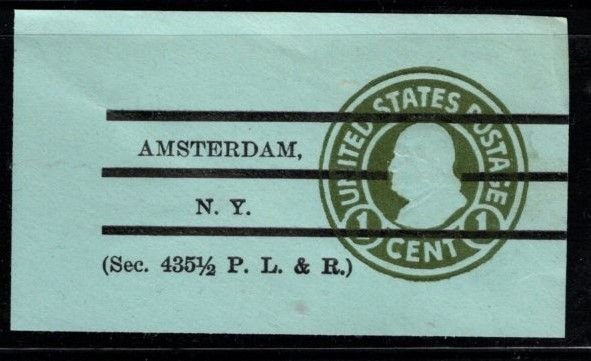 AMSTERDAM,
N. Y.
(Sec. 435½ P. L. & R.)
UNITED STATES POSTAGE
1 CENT 1